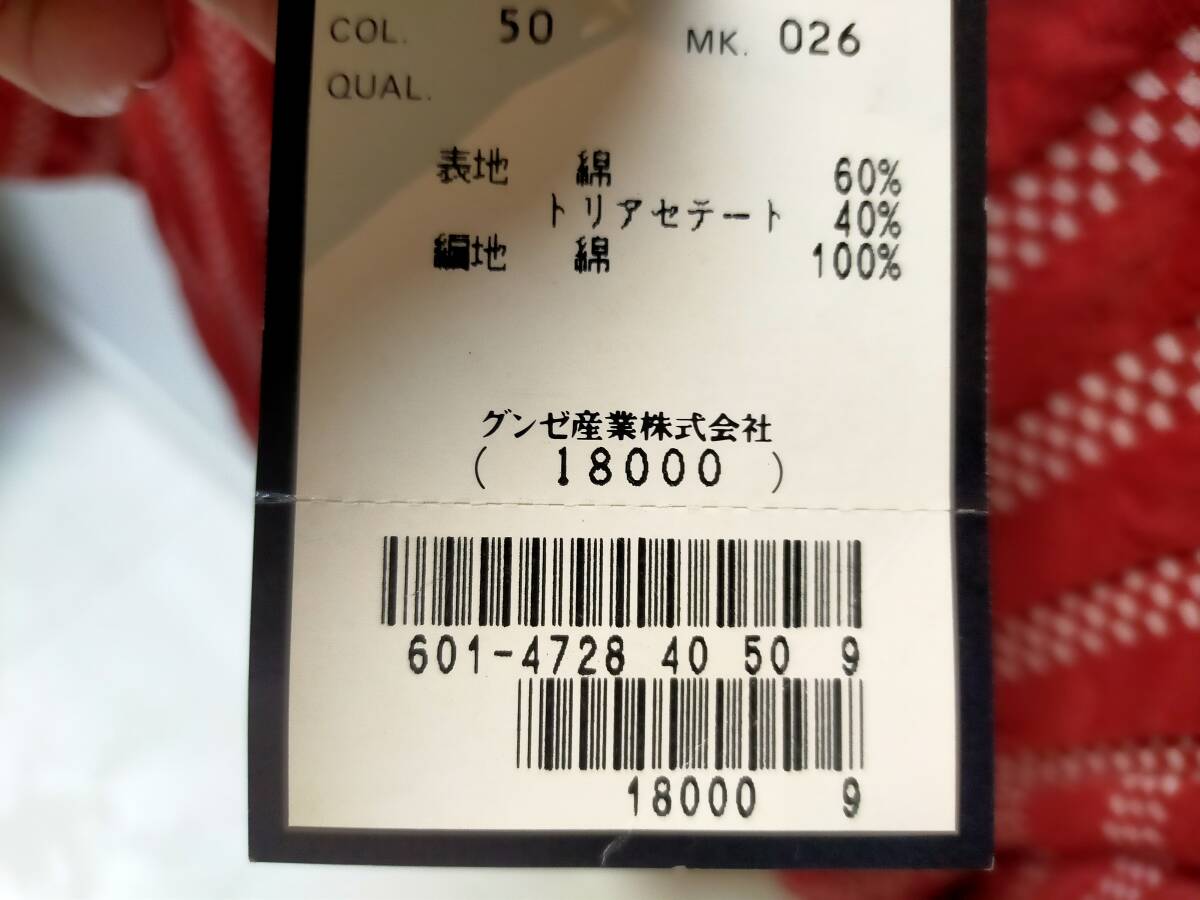 COL. 50 MK. 026
QUAL.
表地 綿 60%
トリアセテート 40%
編地 綿 100%
グンゼ産業株式会社
( 18000 )
601-4728 40 50 9
18000 9